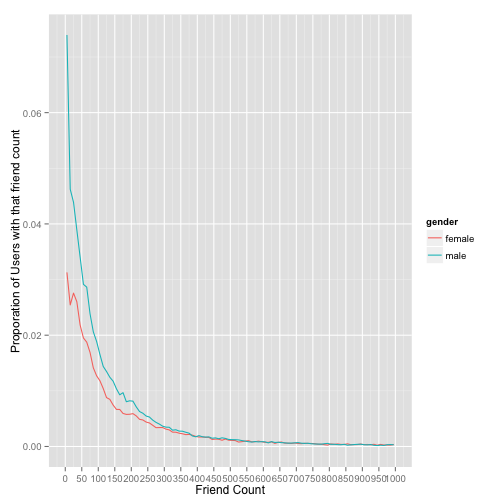 Proporation of Users with that friend count
0.06
0.04
0.02
0.00
0 50 100 150 200 250 300 350 400 450 500 550 600 650 700 750 800 850 900 950 1000
Friend Count
gender
female
male